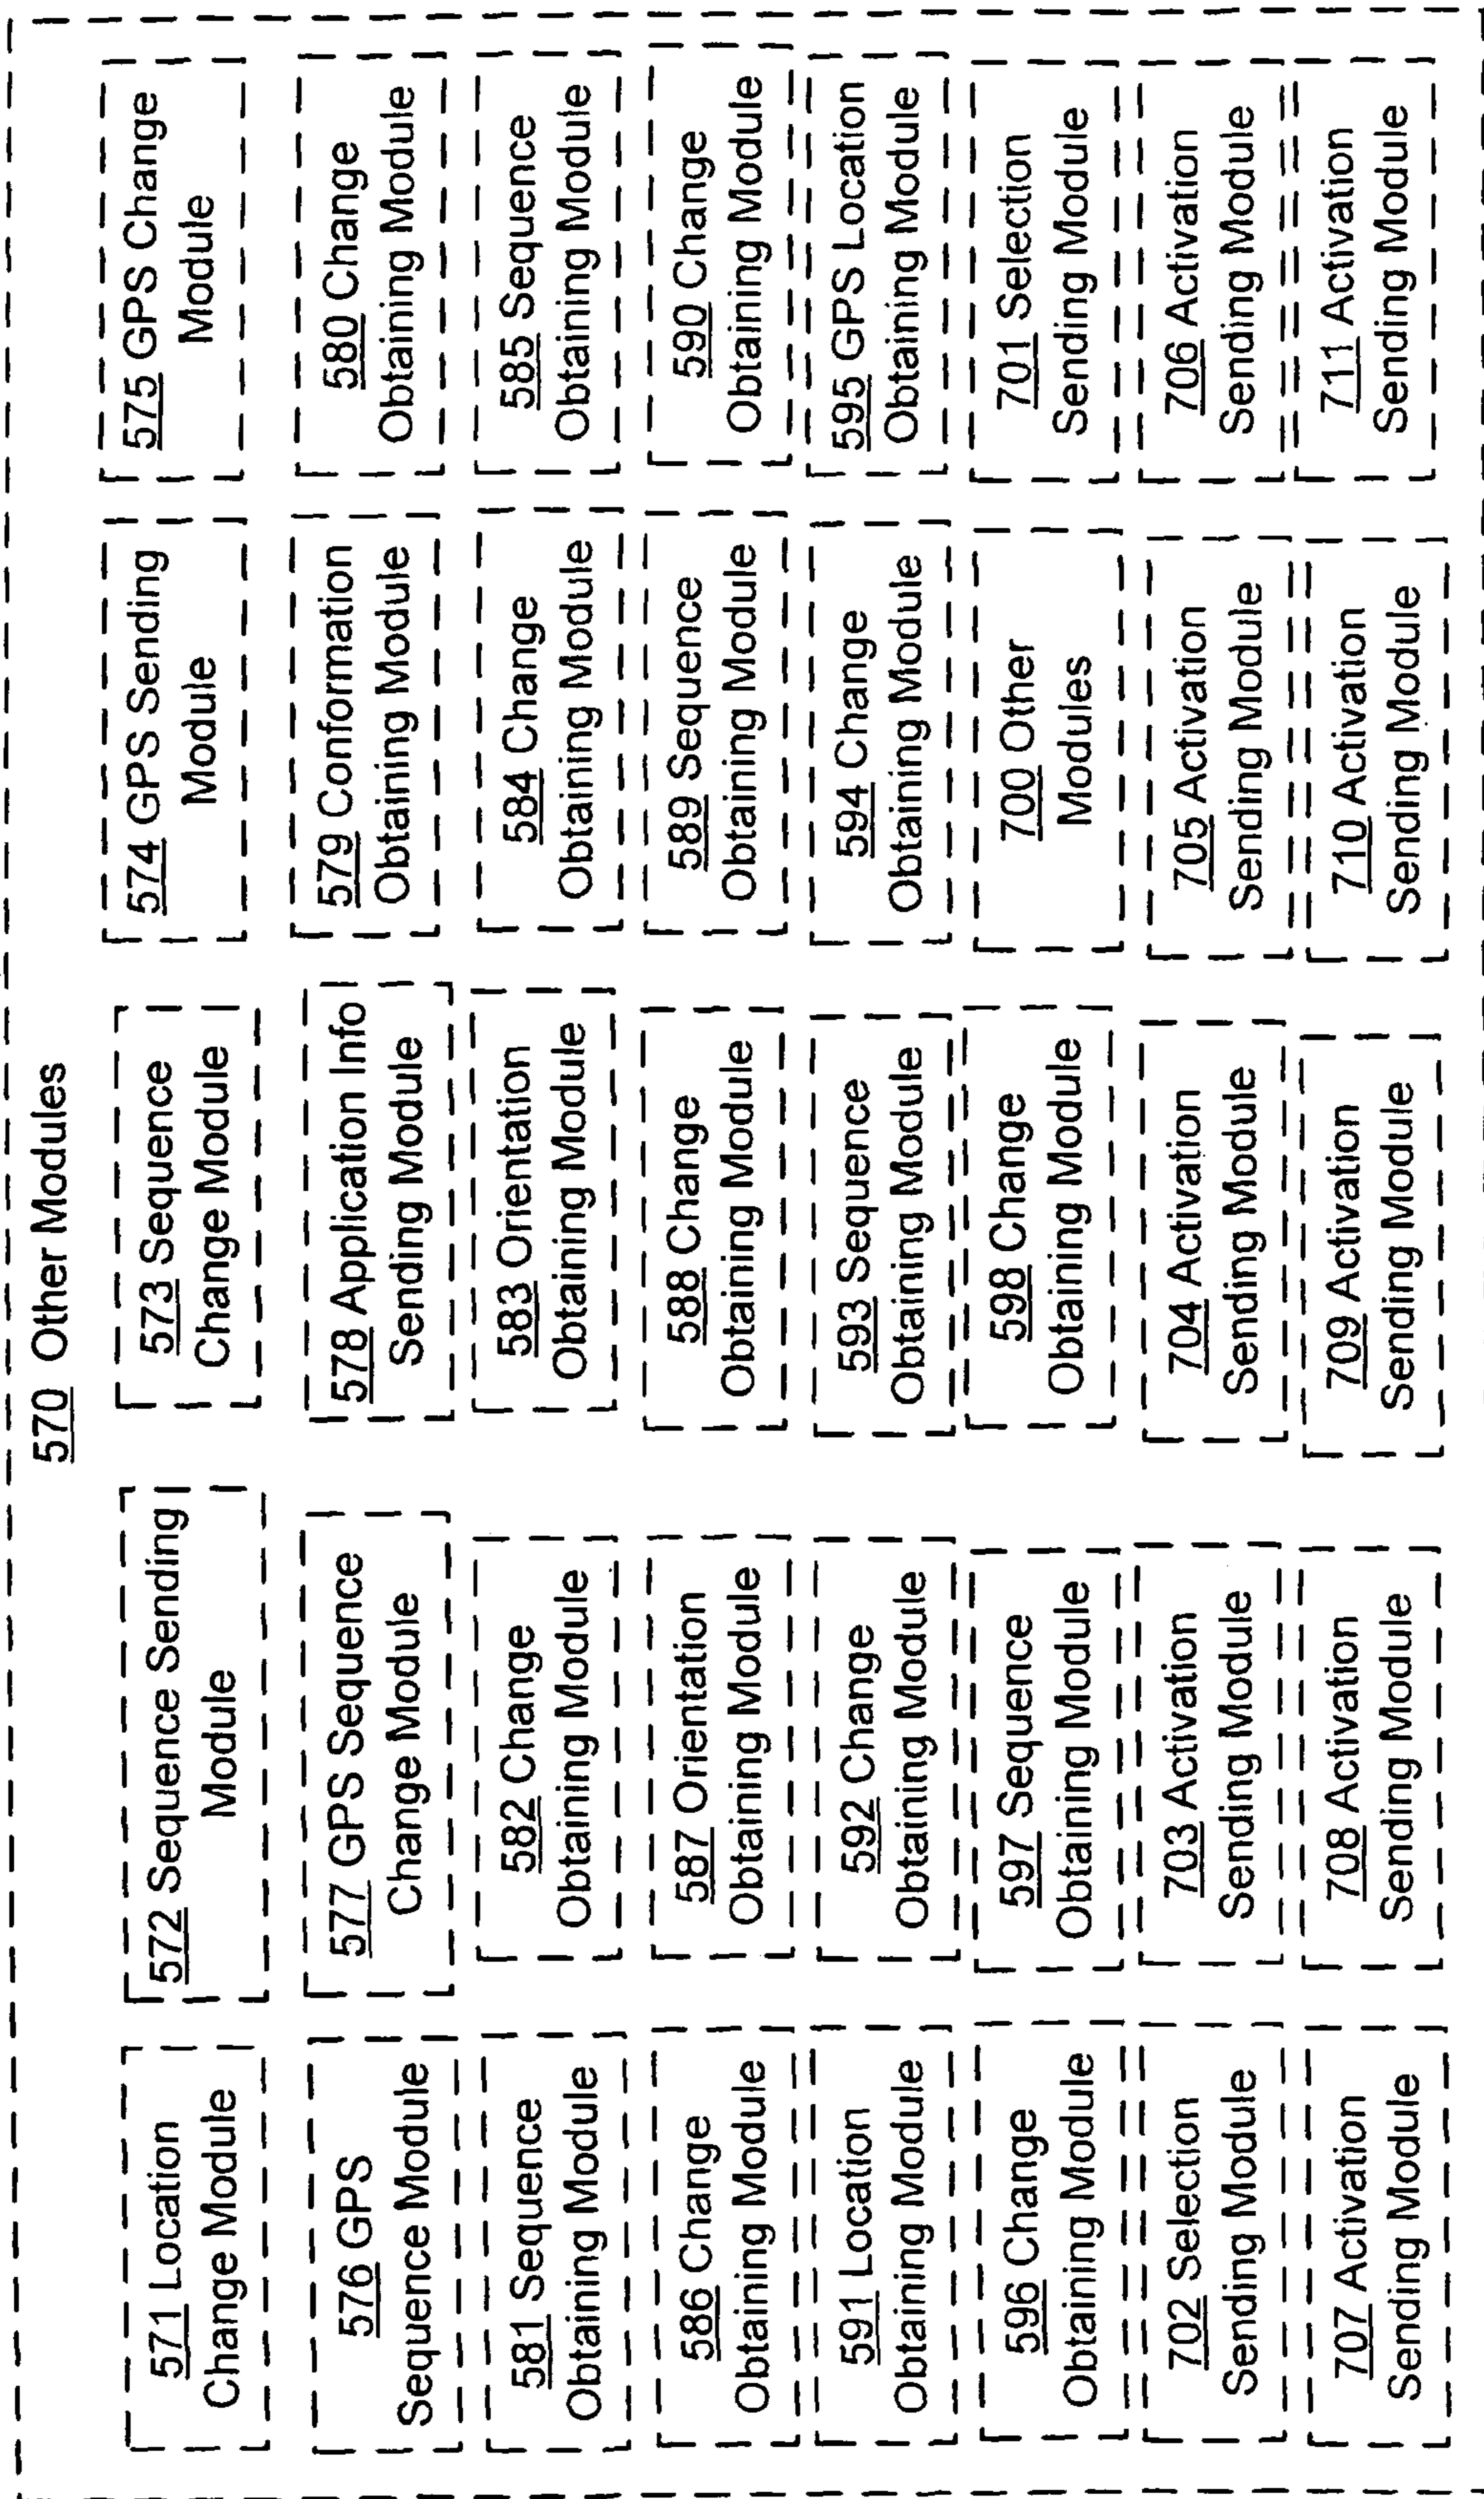 570 Other Modules
571 Location
Change Module
572 Sequence Sending
Module
573 Sequence
Change Module
574 GPS Sending
Module
575 GPS Change
Module
576 GPS
Sequence Module
577 GPS Sequence
Change Module
578 Application Info
Sending Module
579 Conformation
Obtaining Module
580 Change
Obtaining Module
581 Sequence
Obtaining Module
582 Change
Obtaining Module
583 Orientation
Obtaining Module
584 Change
Obtaining Module
585 Sequence
Obtaining Module
586 Change
Obtaining Module
587 Orientation
Obtaining Module
588 Change
Obtaining Module
589 Sequence
Obtaining Module
590 Change
Obtaining Module
591 Location
Obtaining Module
592 Change
Obtaining Module
593 Sequence
Obtaining Module
594 Change
Obtaining Module
595 GPS Location
Obtaining Module
596 Change
Obtaining Module
597 Sequence
Obtaining Module
598 Change
Obtaining Module
700 Other
Modules
701 Selection
Sending Module
702 Selection
Sending Module
703 Activation
Sending Module
704 Activation
Sending Module
705 Activation
Sending Module
706 Activation
Sending Module
707 Activation
Sending Module
708 Activation
Sending Module
709 Activation
Sending Module
710 Activation
Sending Module
711 Activation
Sending Module